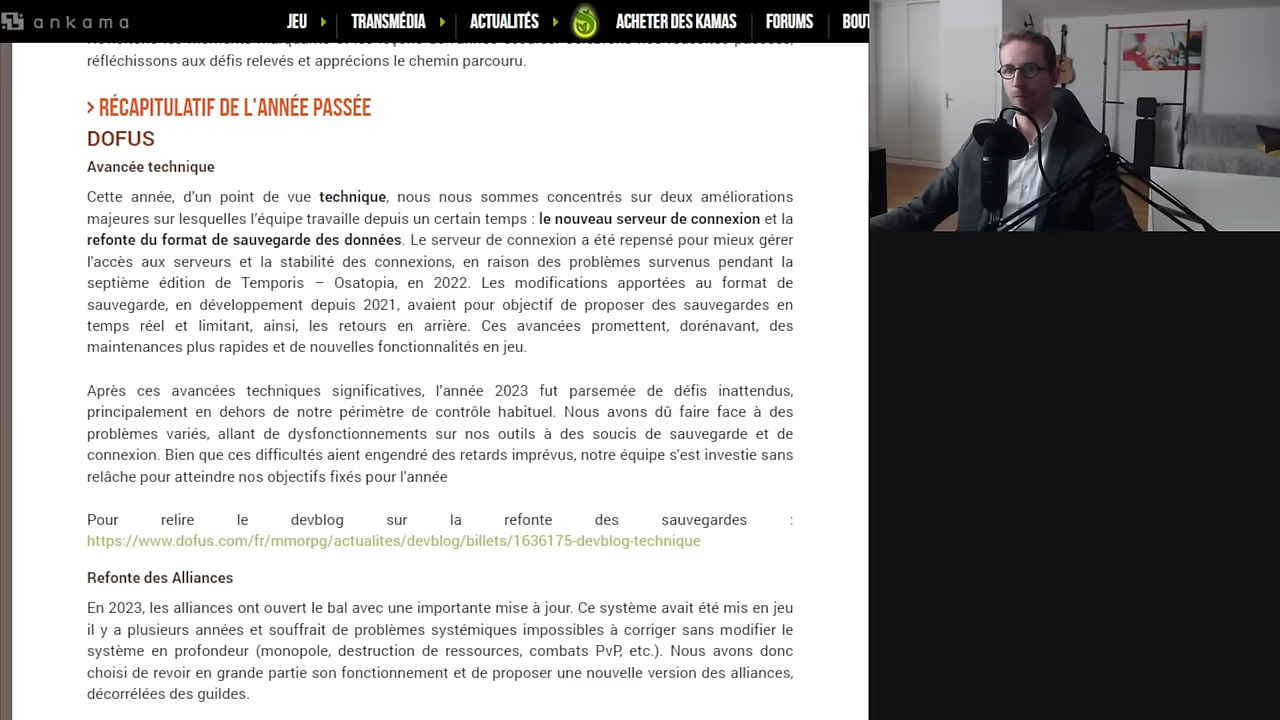 ankama
JEU
TRANSMÉDIA
ACTUALITÉS
ACHETER DES KAMAS
FORUMS
BOUT
réfléchissons aux défis relevés et apprécions le chemin parcouru.
> RÉCAPITULATIF DE L'ANNÉE PASSÉE
DOFUS
Avancée technique
Cette année, d’un point de vue technique, nous nous sommes concentrés sur deux améliorations
majeures sur lesquelles l’équipe travaille depuis un certain temps : le nouveau serveur de connexion et la
refonte du format de sauvegarde des données. Le serveur de connexion a été repensé pour mieux gérer
l'accès aux serveurs et la stabilité des connexions, en raison des problèmes survenus pendant la
septième édition de Temporis – Osatopia, en 2022. Les modifications apportées au format de
sauvegarde, en développement depuis 2021, avaient pour objectif de proposer des sauvegardes en
temps réel et limitant, ainsi, les retours en arrière. Ces avancées promettent, dorénavant, des
maintenances plus rapides et de nouvelles fonctionnalités en jeu.
Après ces avancées techniques significatives, l’année 2023 fut parsemée de défis inattendus,
principalement en dehors de notre périmètre de contrôle habituel. Nous avons dû faire face à des
problèmes variés, allant de dysfonctionnements sur nos outils à des soucis de sauvegarde et de
connexion. Bien que ces difficultés aient engendré des retards imprévus, notre équipe s'est investie sans
relâche pour atteindre nos objectifs fixés pour l'année
Pour relire le devblog sur la refonte des sauvegardes :
https://www.dofus.com/fr/mmorpg/actualites/devblog/billets/1636175-devblog-technique
Refonte des Alliances
En 2023, les alliances ont ouvert le bal avec une importante mise à jour. Ce système avait été mis en jeu
il y a plusieurs années et souffrait de problèmes systémiques impossibles à corriger sans modifier le
système en profondeur (monopole, destruction de ressources, combats PvP, etc.). Nous avons donc
choisi de revoir en grande partie son fonctionnement et de proposer une nouvelle version des alliances,
décorrélées des guildes.